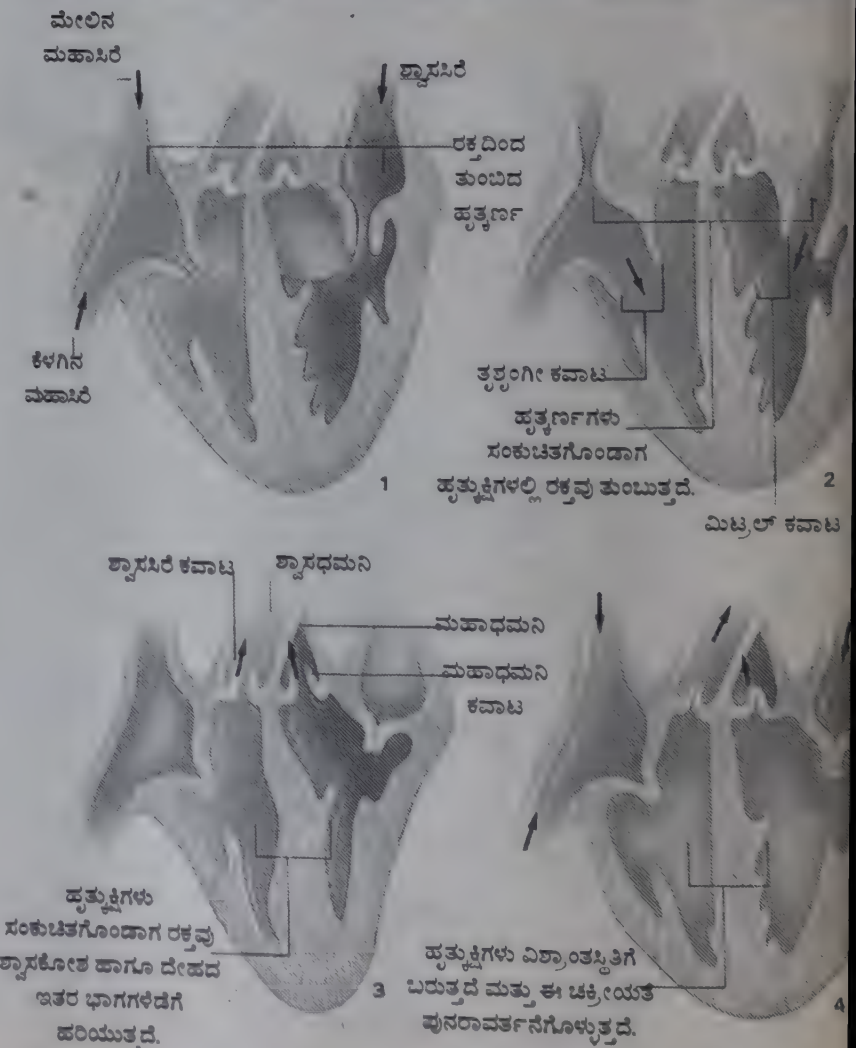 ಮೇಲಿನ
ಮಹಾಸಿರೆ
ಶ್ವಾಸಸಿರೆ
ರಕ್ತದಿಂದ
ತುಂಬಿದ
ಹೃತ್ಕರ್ಣ
ಕೆಳಗಿನ
ಮಹಾಸಿರೆ
1
ತ್ರಶೃಂಗೀ ಕವಾಟ
ಹೃತ್ಕರ್ಣಗಳು
ಸಂಕುಚಿತಗೊಂಡಾಗ
ಹೃತ್ಕುಕ್ಷಿಗಳಲ್ಲಿ ರಕ್ತವು ತುಂಬುತ್ತದೆ.
2
ಮಿಟ್ರಲ್ ಕವಾಟ
ಶ್ವಾಸಸಿರೆ ಕವಾಟ
ಶ್ವಾಸಧಮನಿ
ಮಹಾಧಮನಿ
ಮಹಾಧಮನಿ
ಕವಾಟ
ಹೃತ್ಕುಕ್ಷಿಗಳು
ಸಂಕುಚಿತಗೊಂಡಾಗ ರಕ್ತವು
ಶ್ವಾಸಕೋಶ ಹಾಗೂ ದೇಹದ
ಇತರ ಭಾಗಗಳೆಡೆಗೆ
ಹರಿಯುತ್ತದೆ.
3
ಹೃತ್ಕುಕ್ಷಿಗಳು ವಿಶ್ರಾಂತಸ್ಥಿತಿಗೆ
ಬರುತ್ತದೆ ಮತ್ತು ಈ ಚಕ್ರೀಯತೆ
ಪುನರಾವರ್ತನೆಗೊಳ್ಳುತ್ತದೆ.
4